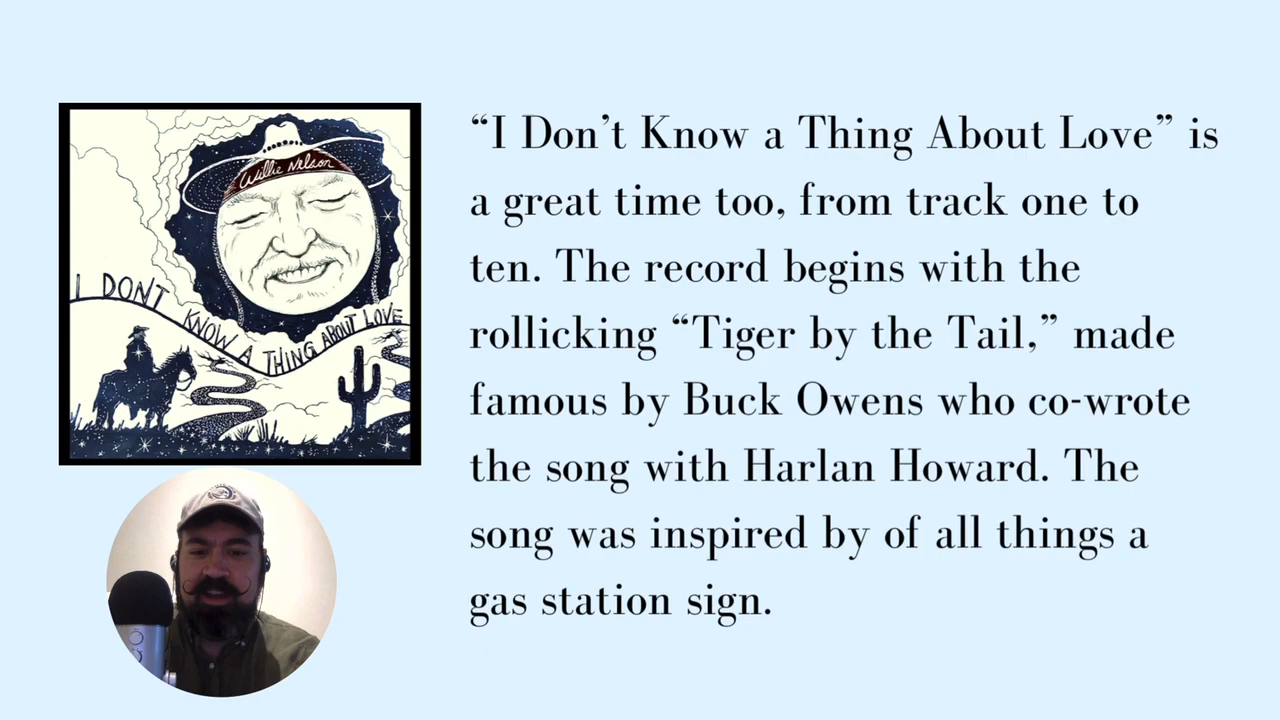 Willie Nelson
I DON'T KNOW A THING ABOUT LOVE
“I Don’t Know a Thing About Love” is
a great time too, from track one to
ten. The record begins with the
rollicking “Tiger by the Tail,” made
famous by Buck Owens who co-wrote
the song with Harlan Howard. The
song was inspired by of all things a
gas station sign.